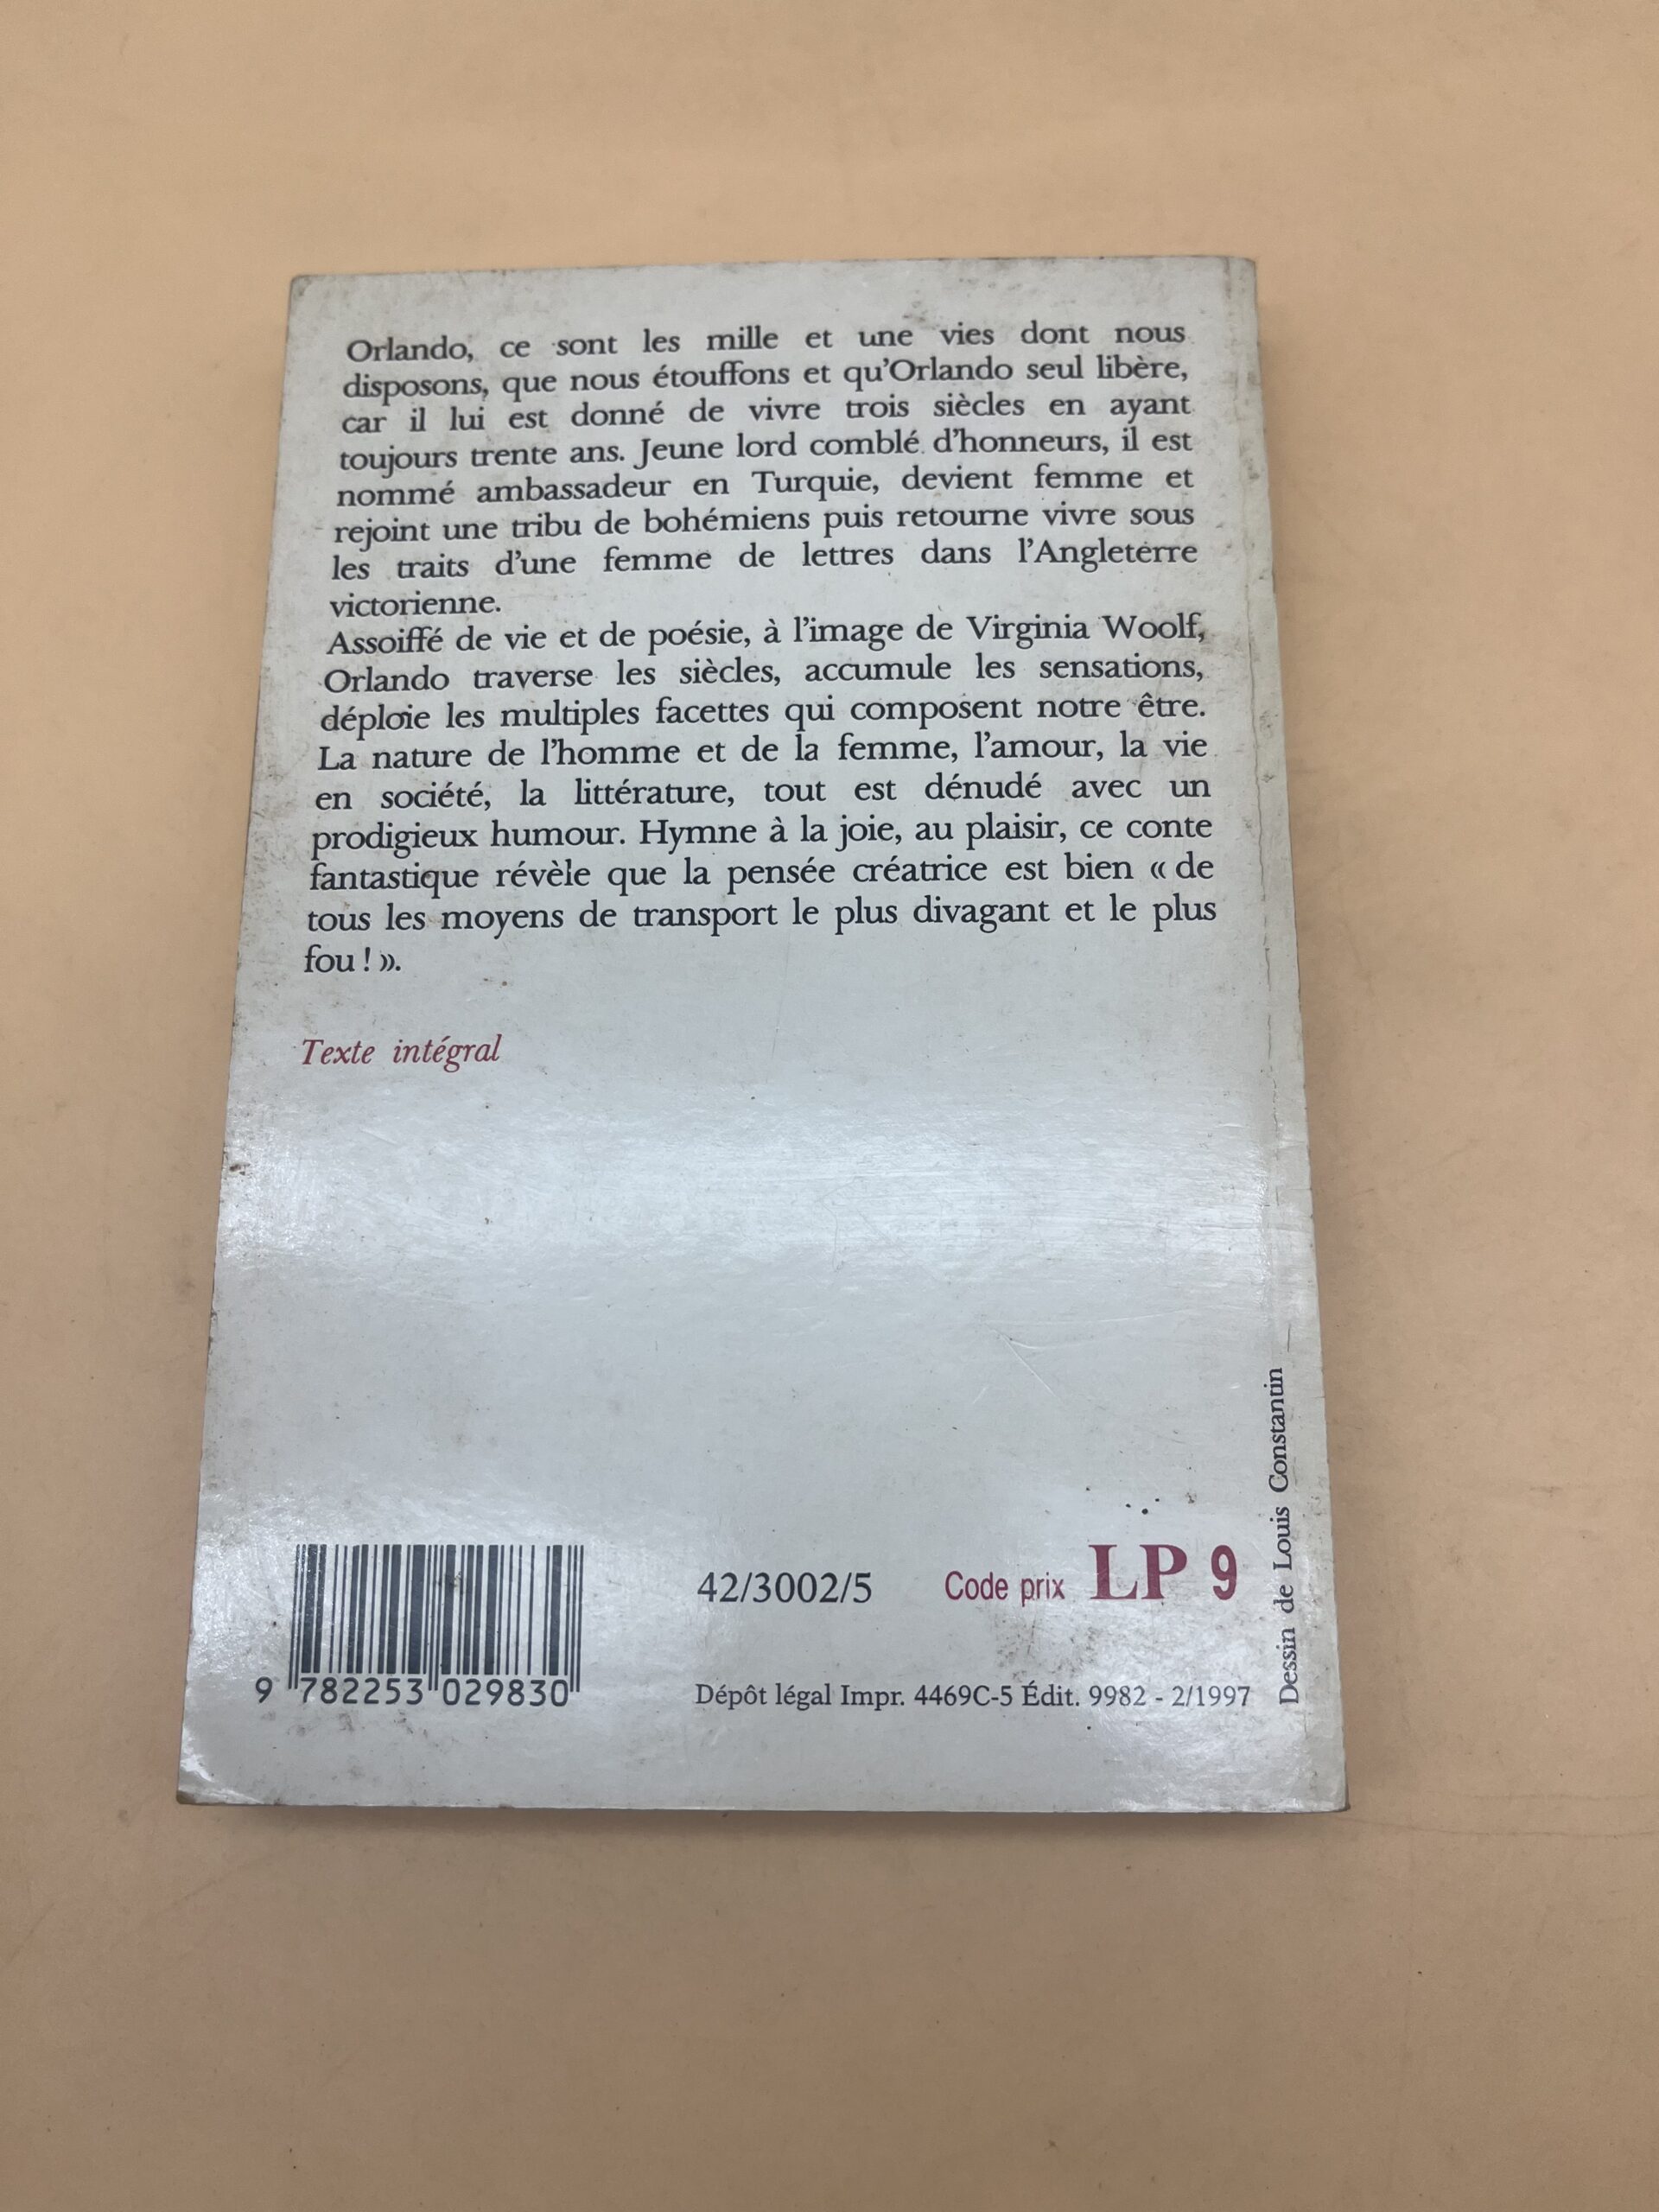 Orlando, ce sont les mille et une vies dont nous
disposons, que nous étouffons et qu'Orlando seul libère,
car il lui est donné de vivre trois siècles en ayant
toujours trente ans. Jeune lord comblé d'honneurs, il est
nommé ambassadeur en Turquie, devient femme et
rejoint une tribu de bohémiens puis retourne vivre sous
les traits d'une femme de lettres dans l'Angleterre
victorienne.
Assoiffé de vie et de poésie, à l'image de Virginia Woolf,
Orlando traverse les siècles, accumule les sensations,
déploie les multiples facettes qui composent notre être.
La nature de l'homme et de la femme, l'amour, la vie
en société, la littérature, tout est dénudé avec un
prodigieux humour. Hymne à la joie, au plaisir, ce conte
fantastique révèle que la pensée créatrice est bien « de
tous les moyens de transport le plus divagant et le plus
fou ! ».
Texte intégral
Dessin de Louis Constantin
42/3002/5
Code prix LP 9
9 782253 029830
Dépôt légal Impr. 4469C-5 Édit. 9982 - 2/1997